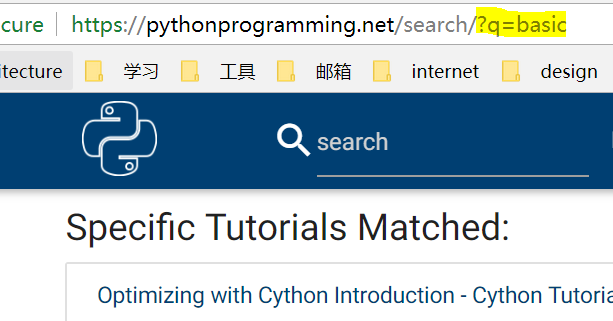 cure https://pythonprogramming.net/search/?q=basic
itecture 学习 工具 邮箱 internet design
search
Specific Tutorials Matched:
Optimizing with Cython Introduction - Cython Tutoria